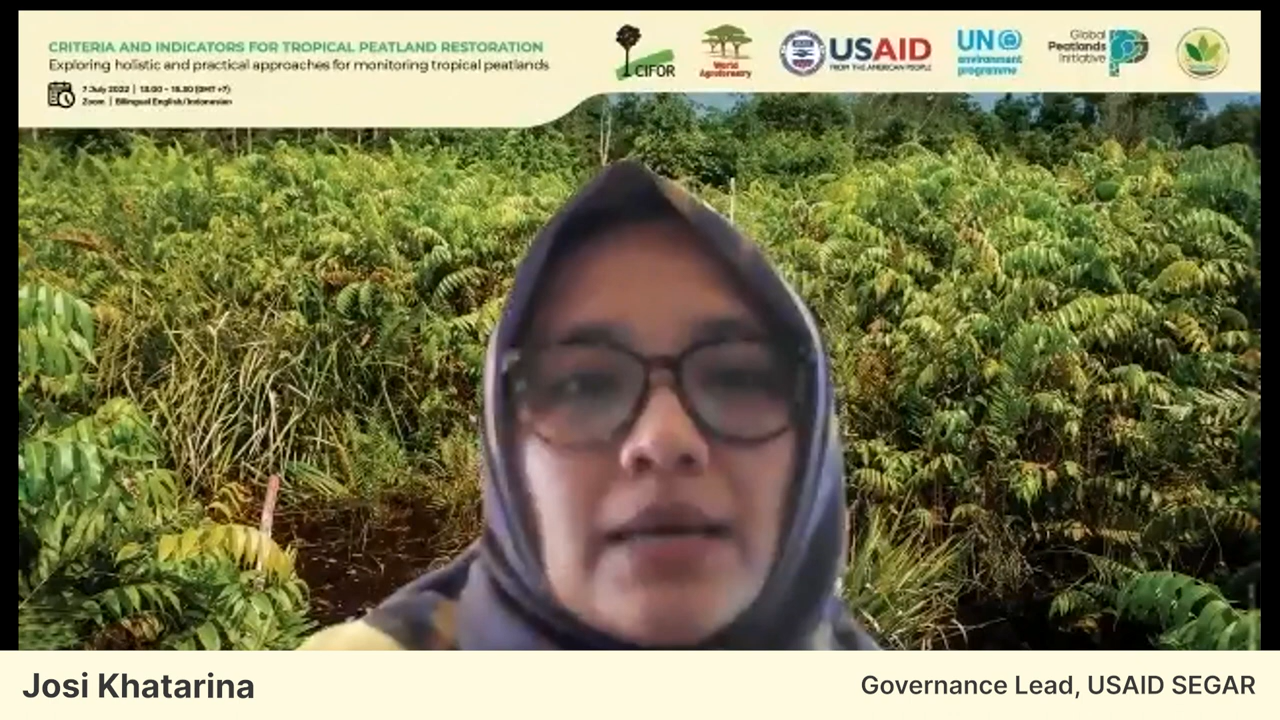 CRITERIA AND INDICATORS FOR TROPICAL PEATLAND RESTORATION
Exploring holistic and practical approaches for monitoring tropical peatlands
7 July 2022 | 13.00 - 15.30 (GMT +7)
Zoom | Bilingual English/Indonesian
CIFOR
World
Agroforestry
USAID
FROM THE AMERICAN PEOPLE
UN
environment
programme
Global
Peatlands
Initiative
Josi Khatarina
Governance Lead, USAID SEGAR